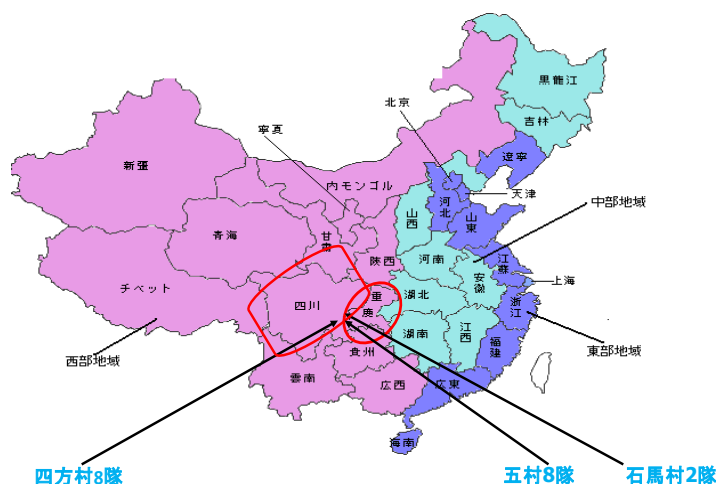 黒龍江
吉林
北京
遼寧
寧夏
新疆
内モンゴル
天津
河北
山西
山東
中部地域
青海
甘肅
陝西
河南
江蘇
安徽
上海
チベット
四川
重慶
湖北
浙江
湖南
江西
福建
東部地域
西部地域
貴州
雲南
広西
広東
海南
四方村8隊
五村8隊
石馬村2隊